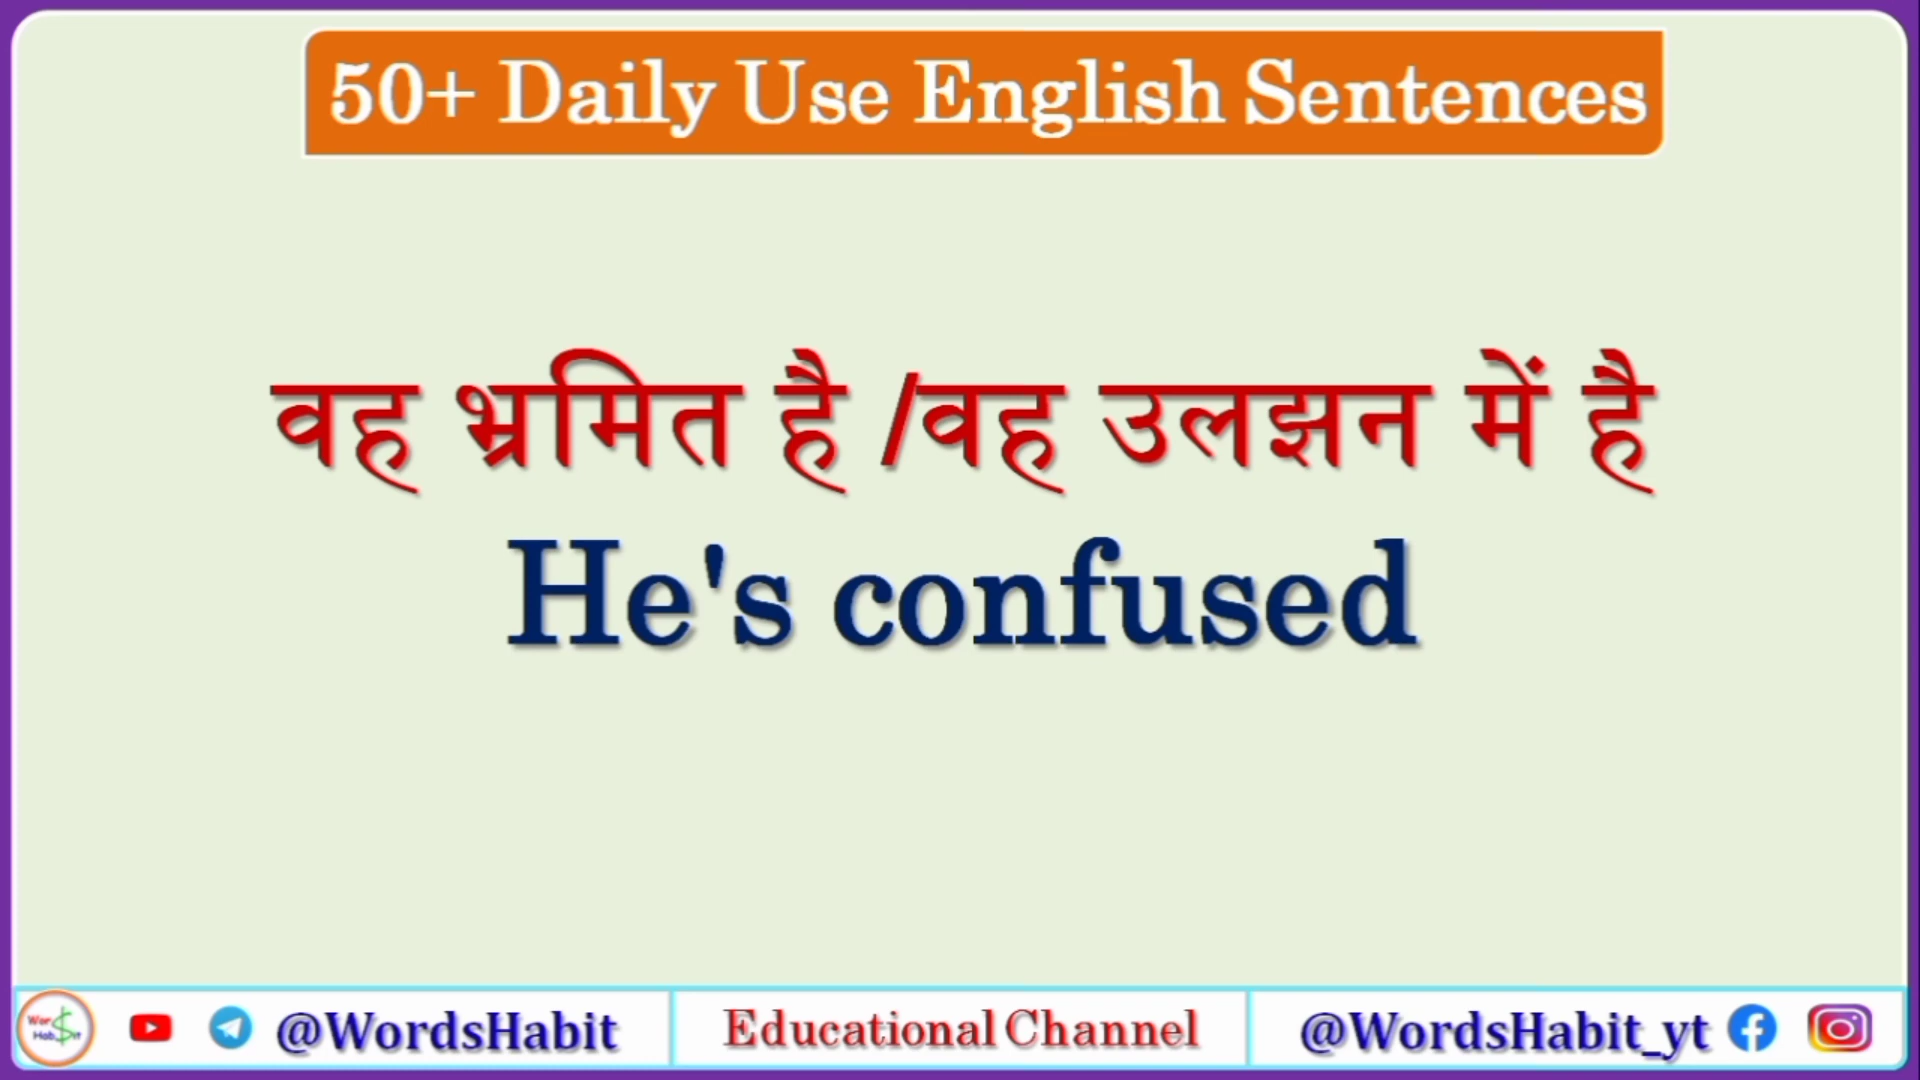 50+ Daily Use English Sentences
वह भ्रमित है /वह उलझन में है
He's confused
@WordsHabit
Educational Channel
@WordsHabit_yt